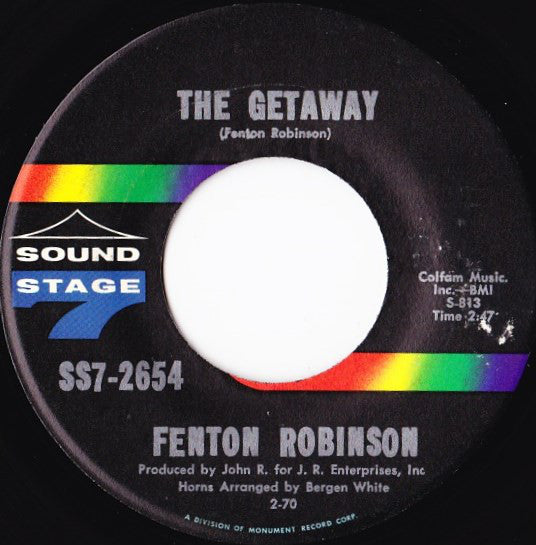 THE GETAWAY
(Fenton Robinson)
SOUND
STAGE
7
Colfam Music.
Inc.-BMI
S-813
Time 2:47
SS7-2654
FENTON ROBINSON
Produced by John R. for J. R. Enterprises, Inc
Horns Arranged by Bergen White
2-70
A DIVISION OF MONUMENT RECORD CORP.